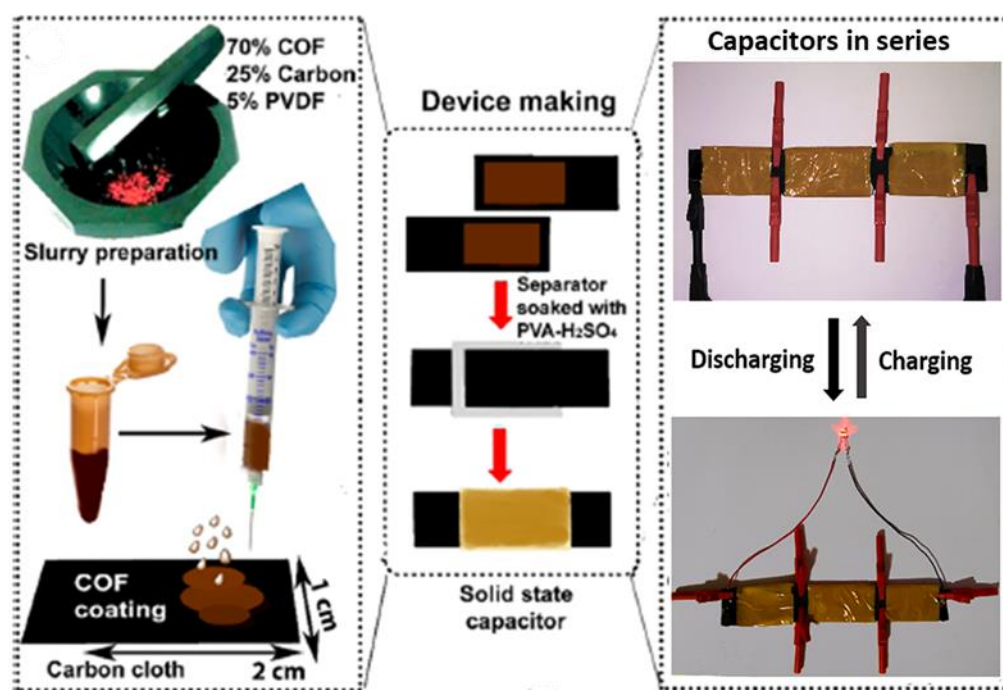 70% COF
25% Carbon
5% PVDF
Slurry preparation
COF
coating
1 cm
2 cm
Carbon cloth
Device making
Separator
soaked with
PVA-H₂SO₄
Solid state
capacitor
Capacitors in series
Discharging
Charging